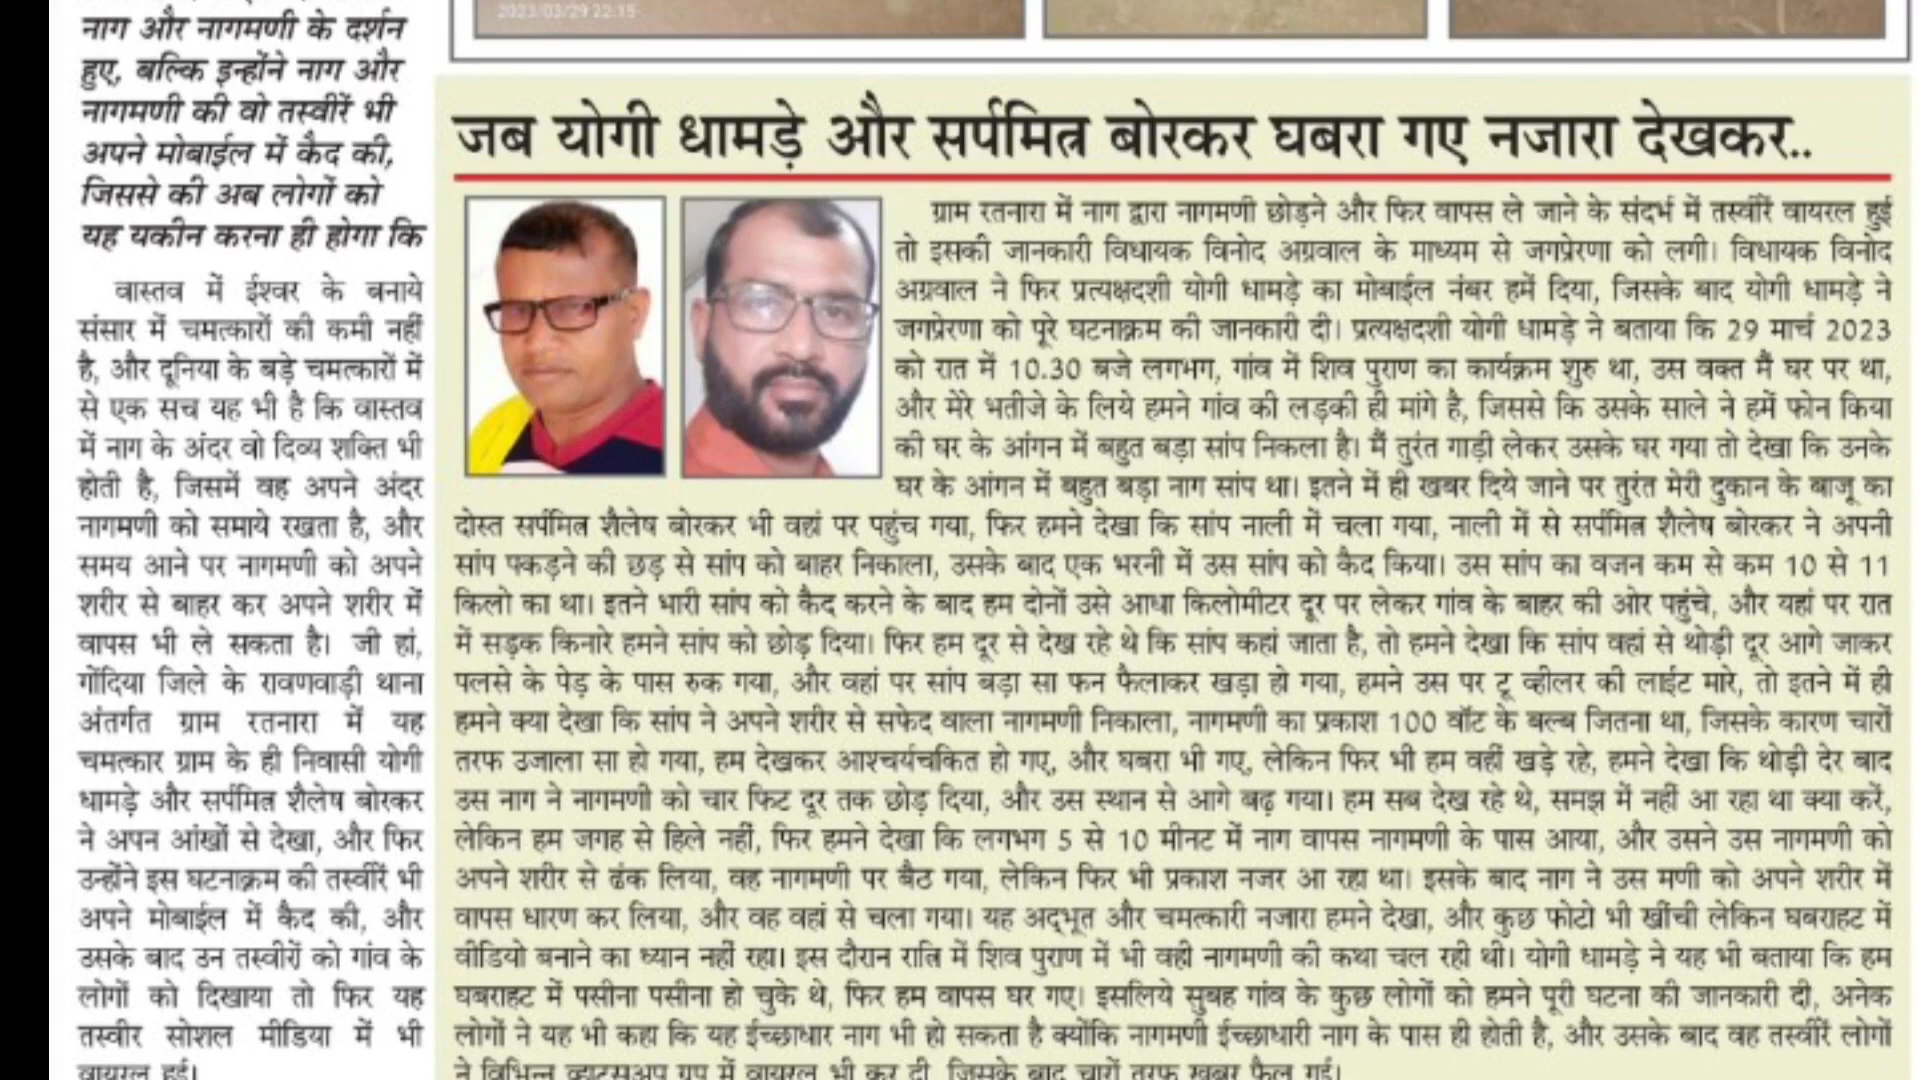 2023/03/29 22:15
नाग और नागमणी के दर्शन
हुए, बल्कि इन्होंने नाग और
नागमणी की वो तस्वीरें भी
अपने मोबाईल में कैद की,
जिससे की अब लोगों को
यह यकीन करना ही होगा कि
वास्तव में ईश्वर के बनाये
संसार में चमत्कारों की कमी नहीं
है, और दूनिया के बड़े चमत्कारों में
से एक सच यह भी है कि वास्तव
में नाग के अंदर वो दिव्य शक्ति भी
होती है, जिसमें वह अपने अंदर
नागमणी को समाये रखता है, और
समय आने पर नागमणी को अपने
शरीर से बाहर कर अपने शरीर में
वापस भी ले सकता है। जी हां,
गोंदिया जिले के रावणवाड़ी थाना
अंतर्गत ग्राम रतनारा में यह
चमत्कार ग्राम के ही निवासी योगी
धामड़े और सर्पमित्र शैलेष बोरकर
ने अपन आंखों से देखा, और फिर
उन्होंने इस घटनाक्रम की तस्वीरें भी
अपने मोबाईल में कैद की, और
उसके बाद उन तस्वीरों को गांव के
लोगों को दिखाया तो फिर यह
तस्वीर सोशल मीडिया में भी
वायरल हुई।
जब योगी धामड़े और सर्पमित्र बोरकर घबरा गए नजारा देखकर..
ग्राम रतनारा में नाग द्वारा नागमणी छोड़ने और फिर वापस ले जाने के संदर्भ में तस्वीरें वायरल हुई
तो इसकी जानकारी विधायक विनोद अग्रवाल के माध्यम से जगप्रेरणा को लगी। विधायक विनोद
अग्रवाल ने फिर प्रत्यक्षदर्शी योगी धामड़े का मोबाईल नंबर हमें दिया, जिसके बाद योगी धामड़े ने
जगप्रेरणा को पूरे घटनाक्रम की जानकारी दी। प्रत्यक्षदर्शी योगी धामड़े ने बताया कि 29 मार्च 2023
को रात में 10.30 बजे लगभग, गांव में शिव पुराण का कार्यक्रम शुरु था, उस वक्त मैं घर पर था,
और मेरे भतीजे के लिये हमने गांव की लड़की ही मांगे है, जिससे कि उसके साले ने हमें फोन किया
की घर के आंगन में बहुत बड़ा सांप निकला है। मैं तुरंत गाड़ी लेकर उसके घर गया तो देखा कि उनके
घर के आंगन में बहुत बड़ा नाग सांप था। इतने में ही खबर दिये जाने पर तुरंत मेरी दुकान के बाजू का
दोस्त सर्पमित्र शैलेष बोरकर भी वहां पर पहुंच गया, फिर हमने देखा कि सांप नाली में चला गया, नाली में से सर्पमित्र शैलेष बोरकर ने अपनी
सांप पकड़ने की छड़ से सांप को बाहर निकाला, उसके बाद एक भरनी में उस सांप को कैद किया। उस सांप का वजन कम से कम 10 से 11
किलो का था। इतने भारी सांप को कैद करने के बाद हम दोनों उसे आधा किलोमीटर दूर पर लेकर गांव के बाहर की ओर पहुंचे, और यहां पर रात
में सड़क किनारे हमने सांप को छोड़ दिया। फिर हम दूर से देख रहे थे कि सांप कहां जाता है, तो हमने देखा कि सांप वहां से थोड़ी दूर आगे जाकर
पलसे के पेड़ के पास रुक गया, और वहां पर सांप बड़ा सा फन फैलाकर खड़ा हो गया, हमने उस पर टू व्हीलर की लाईट मारे, तो इतने में ही
हमने क्या देखा कि सांप ने अपने शरीर से सफेद वाला नागमणी निकाला, नागमणी का प्रकाश 100 वॉट के बल्ब जितना था, जिसके कारण चारों
तरफ उजाला सा हो गया, हम देखकर आश्चर्यचकित हो गए, और घबरा भी गए, लेकिन फिर भी हम वहीं खड़े रहे, हमने देखा कि थोड़ी देर बाद
उस नाग ने नागमणी को चार फिट दूर तक छोड़ दिया, और उस स्थान से आगे बढ़ गया। हम सब देख रहे थे, समझ में नहीं आ रहा था क्या करें,
लेकिन हम जगह से हिले नहीं, फिर हमने देखा कि लगभग 5 से 10 मीनट में नाग वापस नागमणी के पास आया, और उसने उस नागमणी को
अपने शरीर से ढंक लिया, वह नागमणी पर बैठ गया, लेकिन फिर भी प्रकाश नजर आ रहा था। इसके बाद नाग ने उस मणी को अपने शरीर में
वापस धारण कर लिया, और वह वहां से चला गया। यह अद्‌भूत और चमत्कारी नजारा हमने देखा, और कुछ फोटो भी खींची लेकिन घबराहट में
वीडियो बनाने का ध्यान नहीं रहा। इस दौरान रात्रि में शिव पुराण में भी वही नागमणी की कथा चल रही थी। योगी धामड़े ने यह भी बताया कि हम
घबराहट में पसीना पसीना हो चुके थे, फिर हम वापस घर गए। इसलिये सुबह गांव के कुछ लोगों को हमने पूरी घटना की जानकारी दी, अनेक
लोगों ने यह भी कहा कि यह ईच्छाधार नाग भी हो सकता है क्योंकि नागमणी ईच्छाधारी नाग के पास ही होती है, और उसके बाद वह तस्वीरें लोगों
ने विभिन्न व्हाटसअप ग्रुप में वायरल भी कर दी, जिसके बाद चारों तरफ खबर फैल गई।